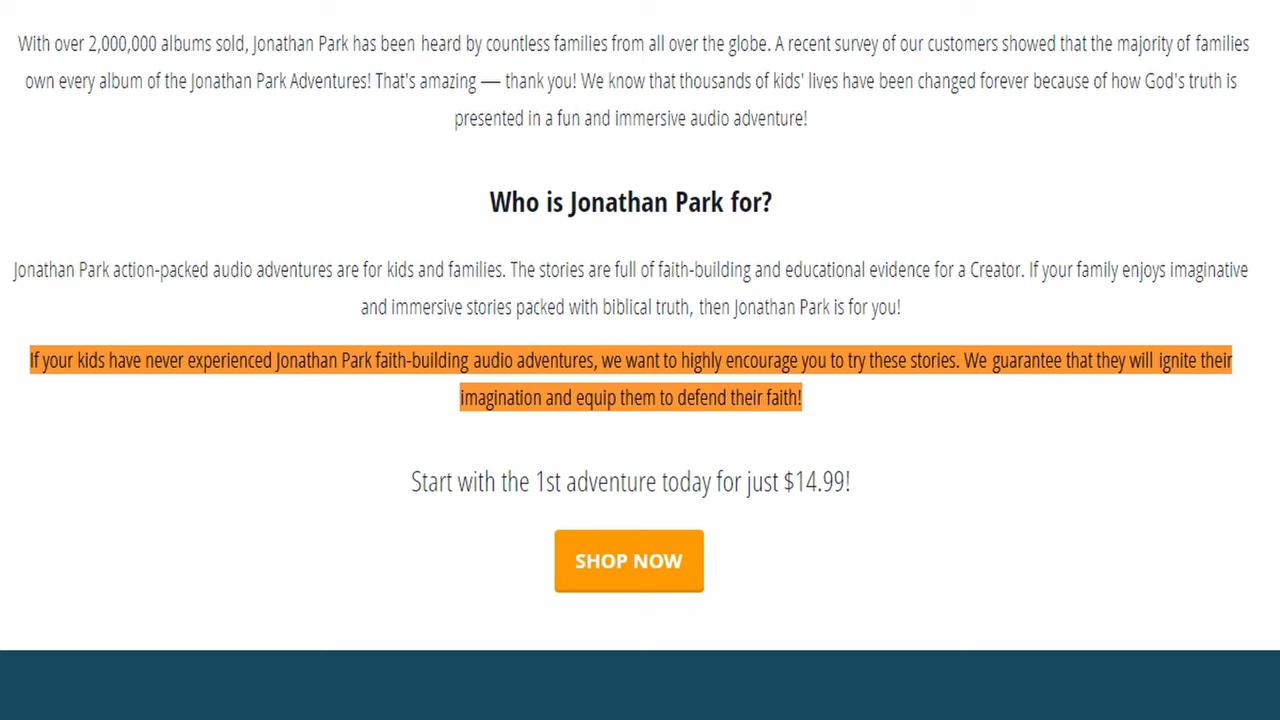 With over 2,000,000 albums sold, Jonathan Park has been heard by countless families from all over the globe. A recent survey of our customers showed that the majority of families
own every album of the Jonathan Park Adventures! That's amazing — thank you! We know that thousands of kids' lives have been changed forever because of how God's truth is
presented in a fun and immersive audio adventure!
Who is Jonathan Park for?
Jonathan Park action-packed audio adventures are for kids and families. The stories are full of faith-building and educational evidence for a Creator. If your family enjoys imaginative
and immersive stories packed with biblical truth, then Jonathan Park is for you!
If your kids have never experienced Jonathan Park faith-building audio adventures, we want to highly encourage you to try these stories. We guarantee that they will ignite their
imagination and equip them to defend their faith!
Start with the 1st adventure today for just $14.99!
SHOP NOW